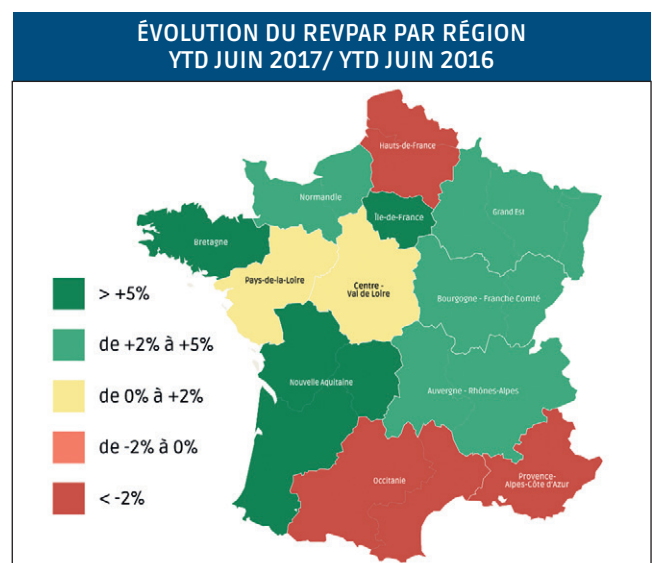 ÉVOLUTION DU REVPAR PAR RÉGION
YTD JUIN 2017/ YTD JUIN 2016
Hauts-de-France
Normandie
Île-de-France
Grand Est
Bretagne
Pays-de-la-Loire
Centre -
Val de Loire
Bourgogne - Franche Comté
Nouvelle Aquitaine
Auvergne - Rhônes-Alpes
Occitanie
Provence-
Alpes-Côte d'Azur
> +5%
de +2% à +5%
de 0% à +2%
de -2% à 0%
< -2%